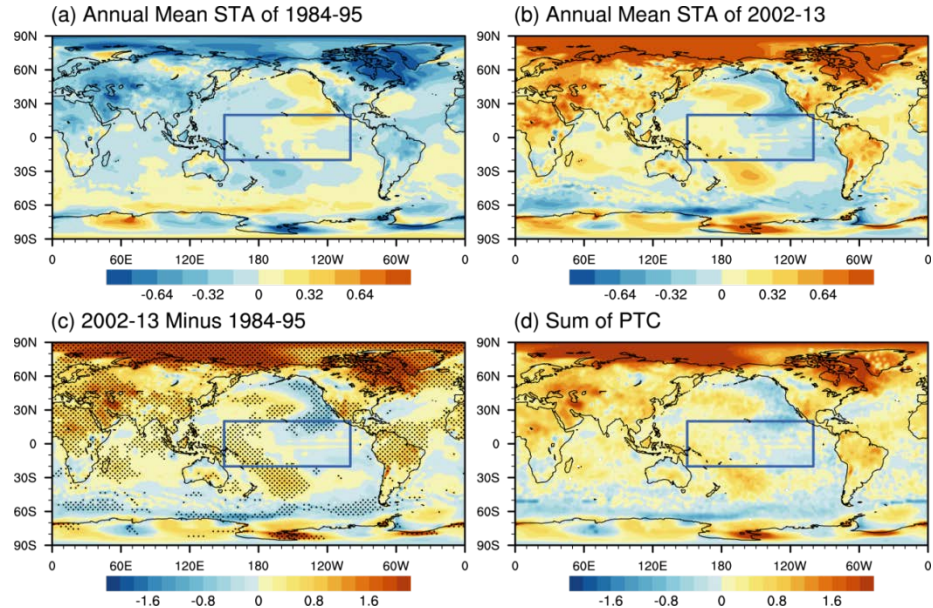 (a) Annual Mean STA of 1984-95
90N
60N
30N
0
30S
60S
90S
0 60E 120E 180 120W 60W 0
-0.64 -0.32 0 0.32 0.64
(b) Annual Mean STA of 2002-13
90N
60N
30N
0
30S
60S
90S
0 60E 120E 180 120W 60W 0
-0.64 -0.32 0 0.32 0.64
(c) 2002-13 Minus 1984-95
90N
60N
30N
0
30S
60S
90S
0 60E 120E 180 120W 60W 0
-1.6 -0.8 0 0.8 1.6
(d) Sum of PTC
90N
60N
30N
0
30S
60S
90S
0 60E 120E 180 120W 60W 0
-1.6 -0.8 0 0.8 1.6